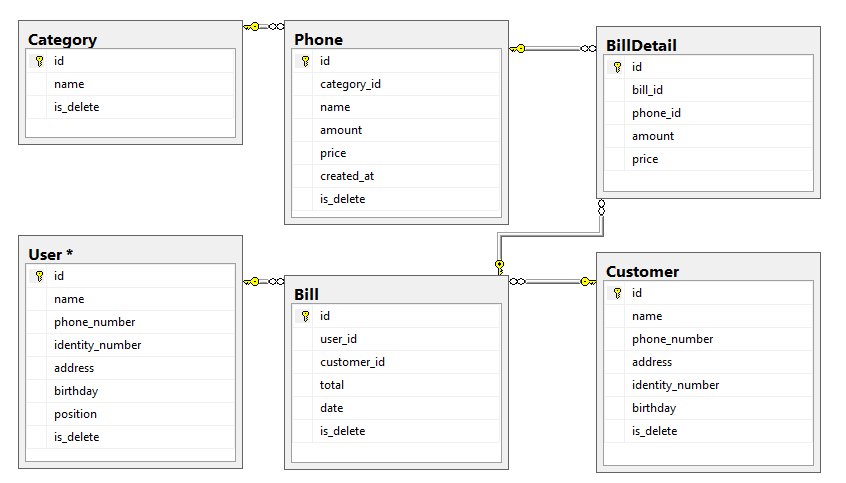 Category
id
name
is_delete
Phone
id
category_id
name
amount
price
created_at
is_delete
BillDetail
id
bill_id
phone_id
amount
price
User *
id
name
phone_number
identity_number
address
birthday
position
is_delete
Bill
id
user_id
customer_id
total
date
is_delete
Customer
id
name
phone_number
address
identity_number
birthday
is_delete